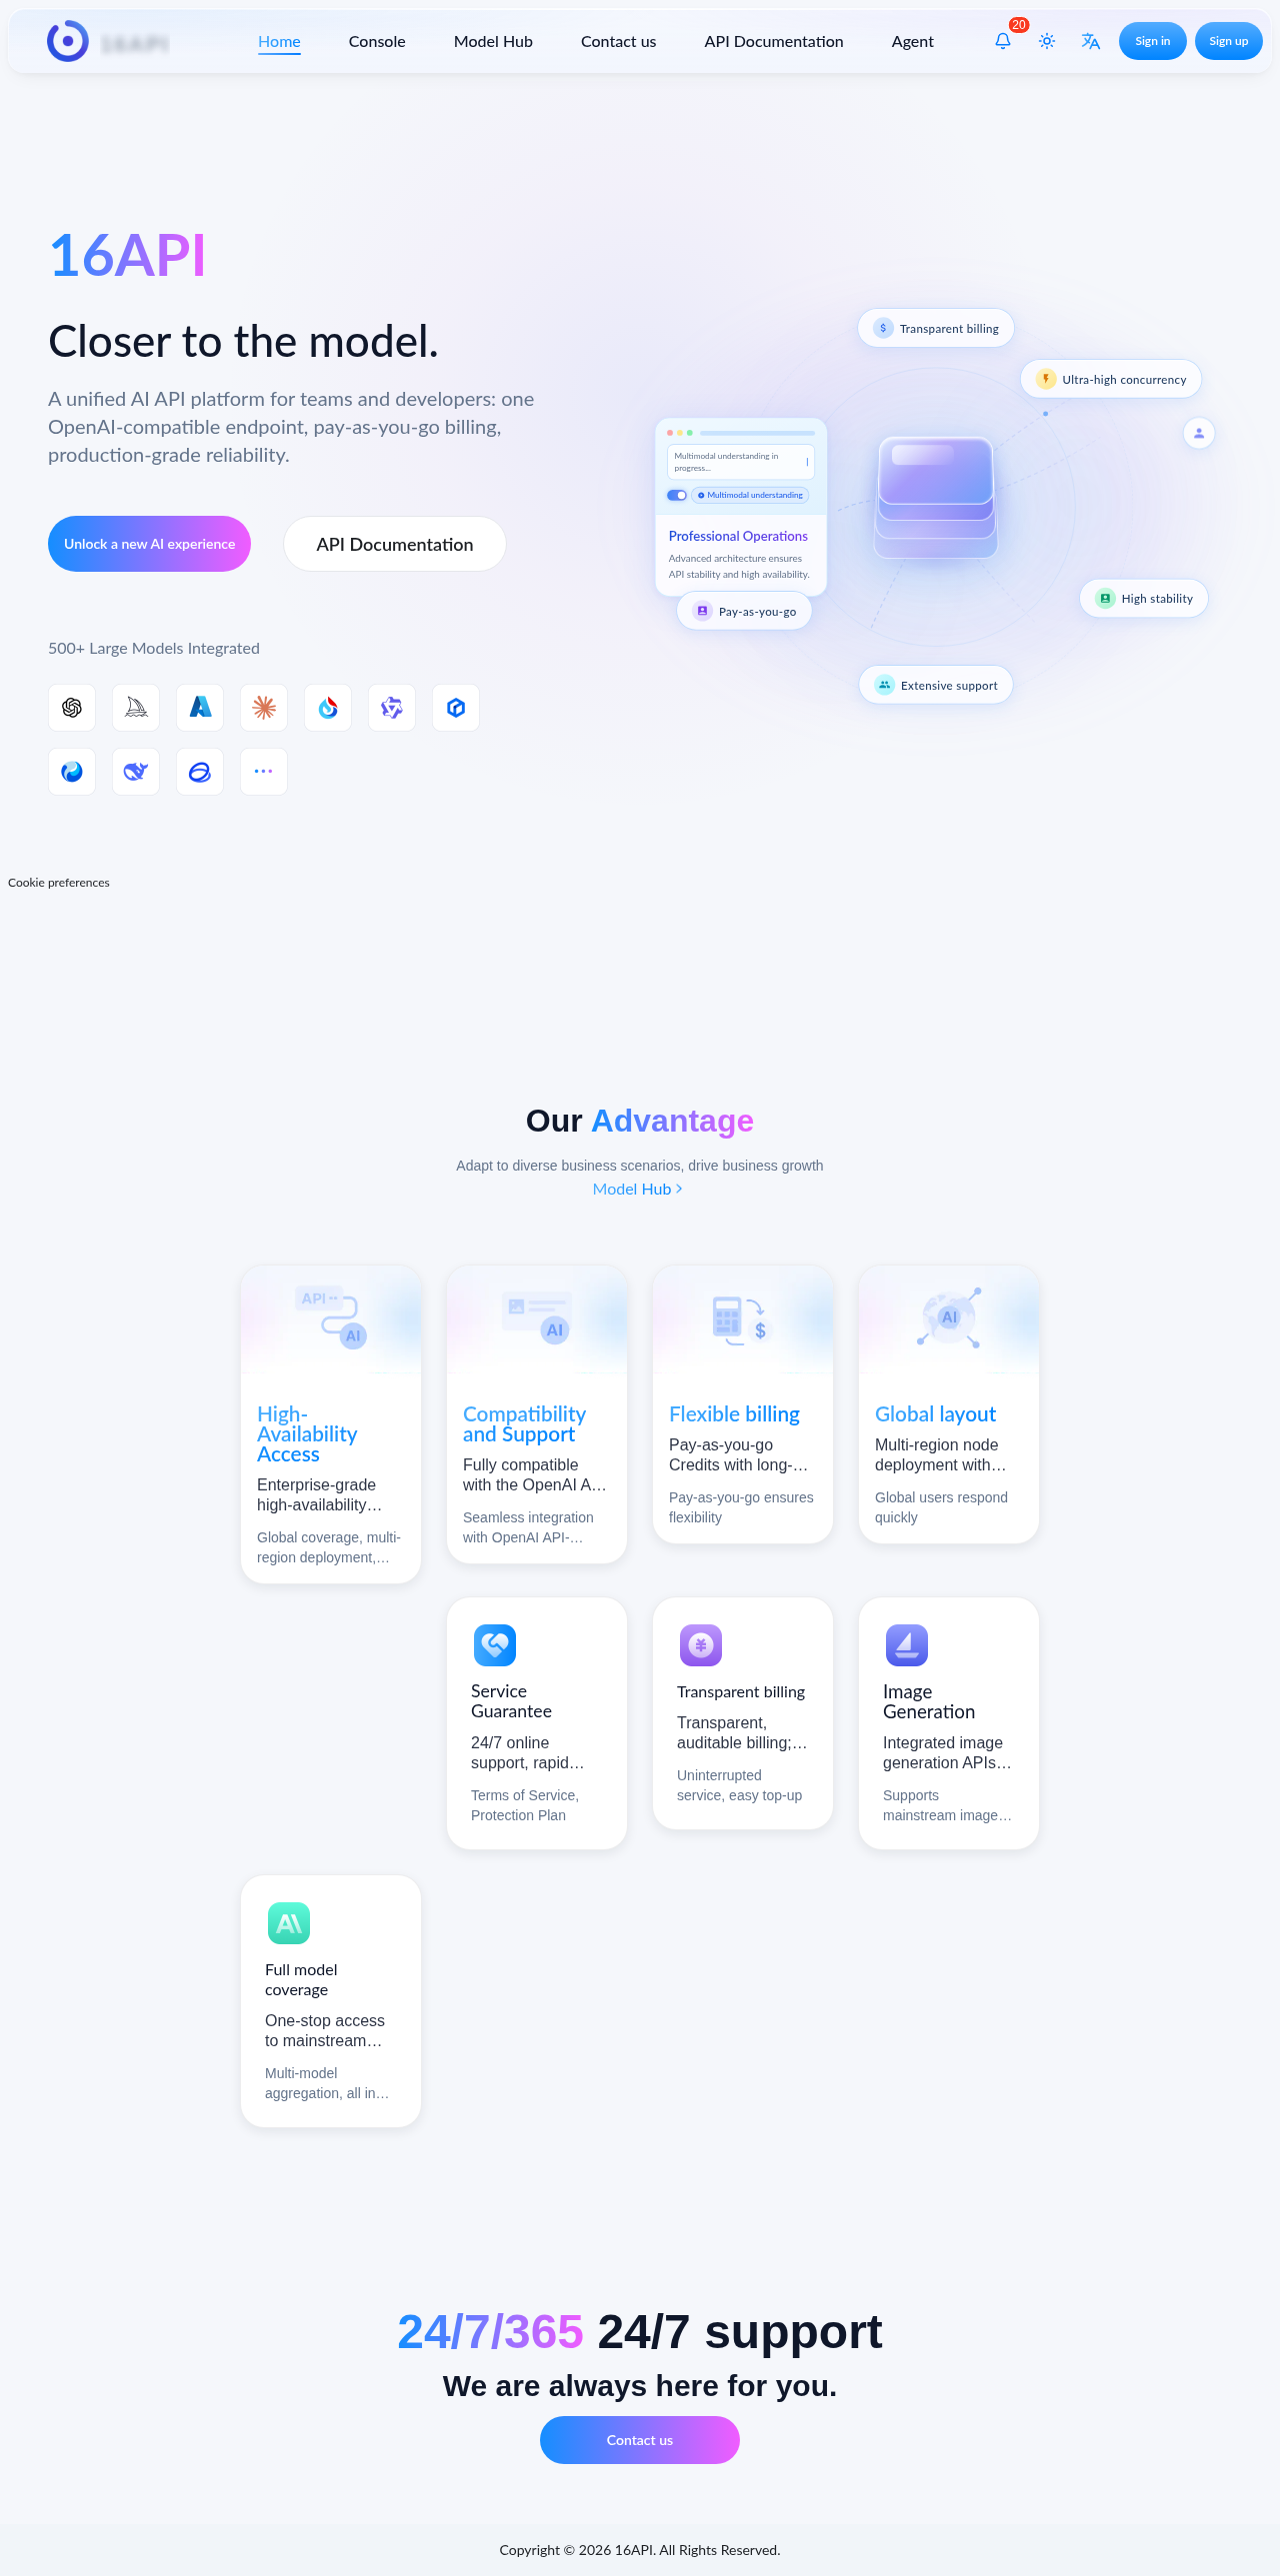 16API
Home
Console
Model Hub
Contact us
API Documentation
Agent
20
Sign in
Sign up
16API
Closer to the model.
A unified AI API platform for teams and developers: one
OpenAI-compatible endpoint, pay-as-you-go billing,
production-grade reliability.
Unlock a new AI experience
API Documentation
500+ Large Models Integrated
Transparent billing
Ultra-high concurrency
Multimodal understanding in
progress...
Multimodal understanding
Professional Operations
Advanced architecture ensures
API stability and high availability.
Pay-as-you-go
High stability
Extensive support
Cookie preferences
Our Advantage
Adapt to diverse business scenarios, drive business growth
Model Hub
API
AI
High-
Availability
Access
Enterprise-grade
high-availability…
Global coverage, multi-
region deployment,…
AI
Compatibility
and Support
Fully compatible
with the OpenAI A…
Seamless integration
with OpenAI API-…
$
Flexible billing
Pay-as-you-go
Credits with long-…
Pay-as-you-go ensures
flexibility
AI
Global layout
Multi-region node
deployment with…
Global users respond
quickly
Service
Guarantee
24/7 online
support, rapid…
Terms of Service,
Protection Plan
¥
Transparent billing
Transparent,
auditable billing;…
Uninterrupted
service, easy top-up
Image
Generation
Integrated image
generation APIs…
Supports
mainstream image…
Full model
coverage
One-stop access
to mainstream…
Multi-model
aggregation, all in…
24/7/365 24/7 support
We are always here for you.
Contact us
Copyright © 2026 16API. All Rights Reserved.